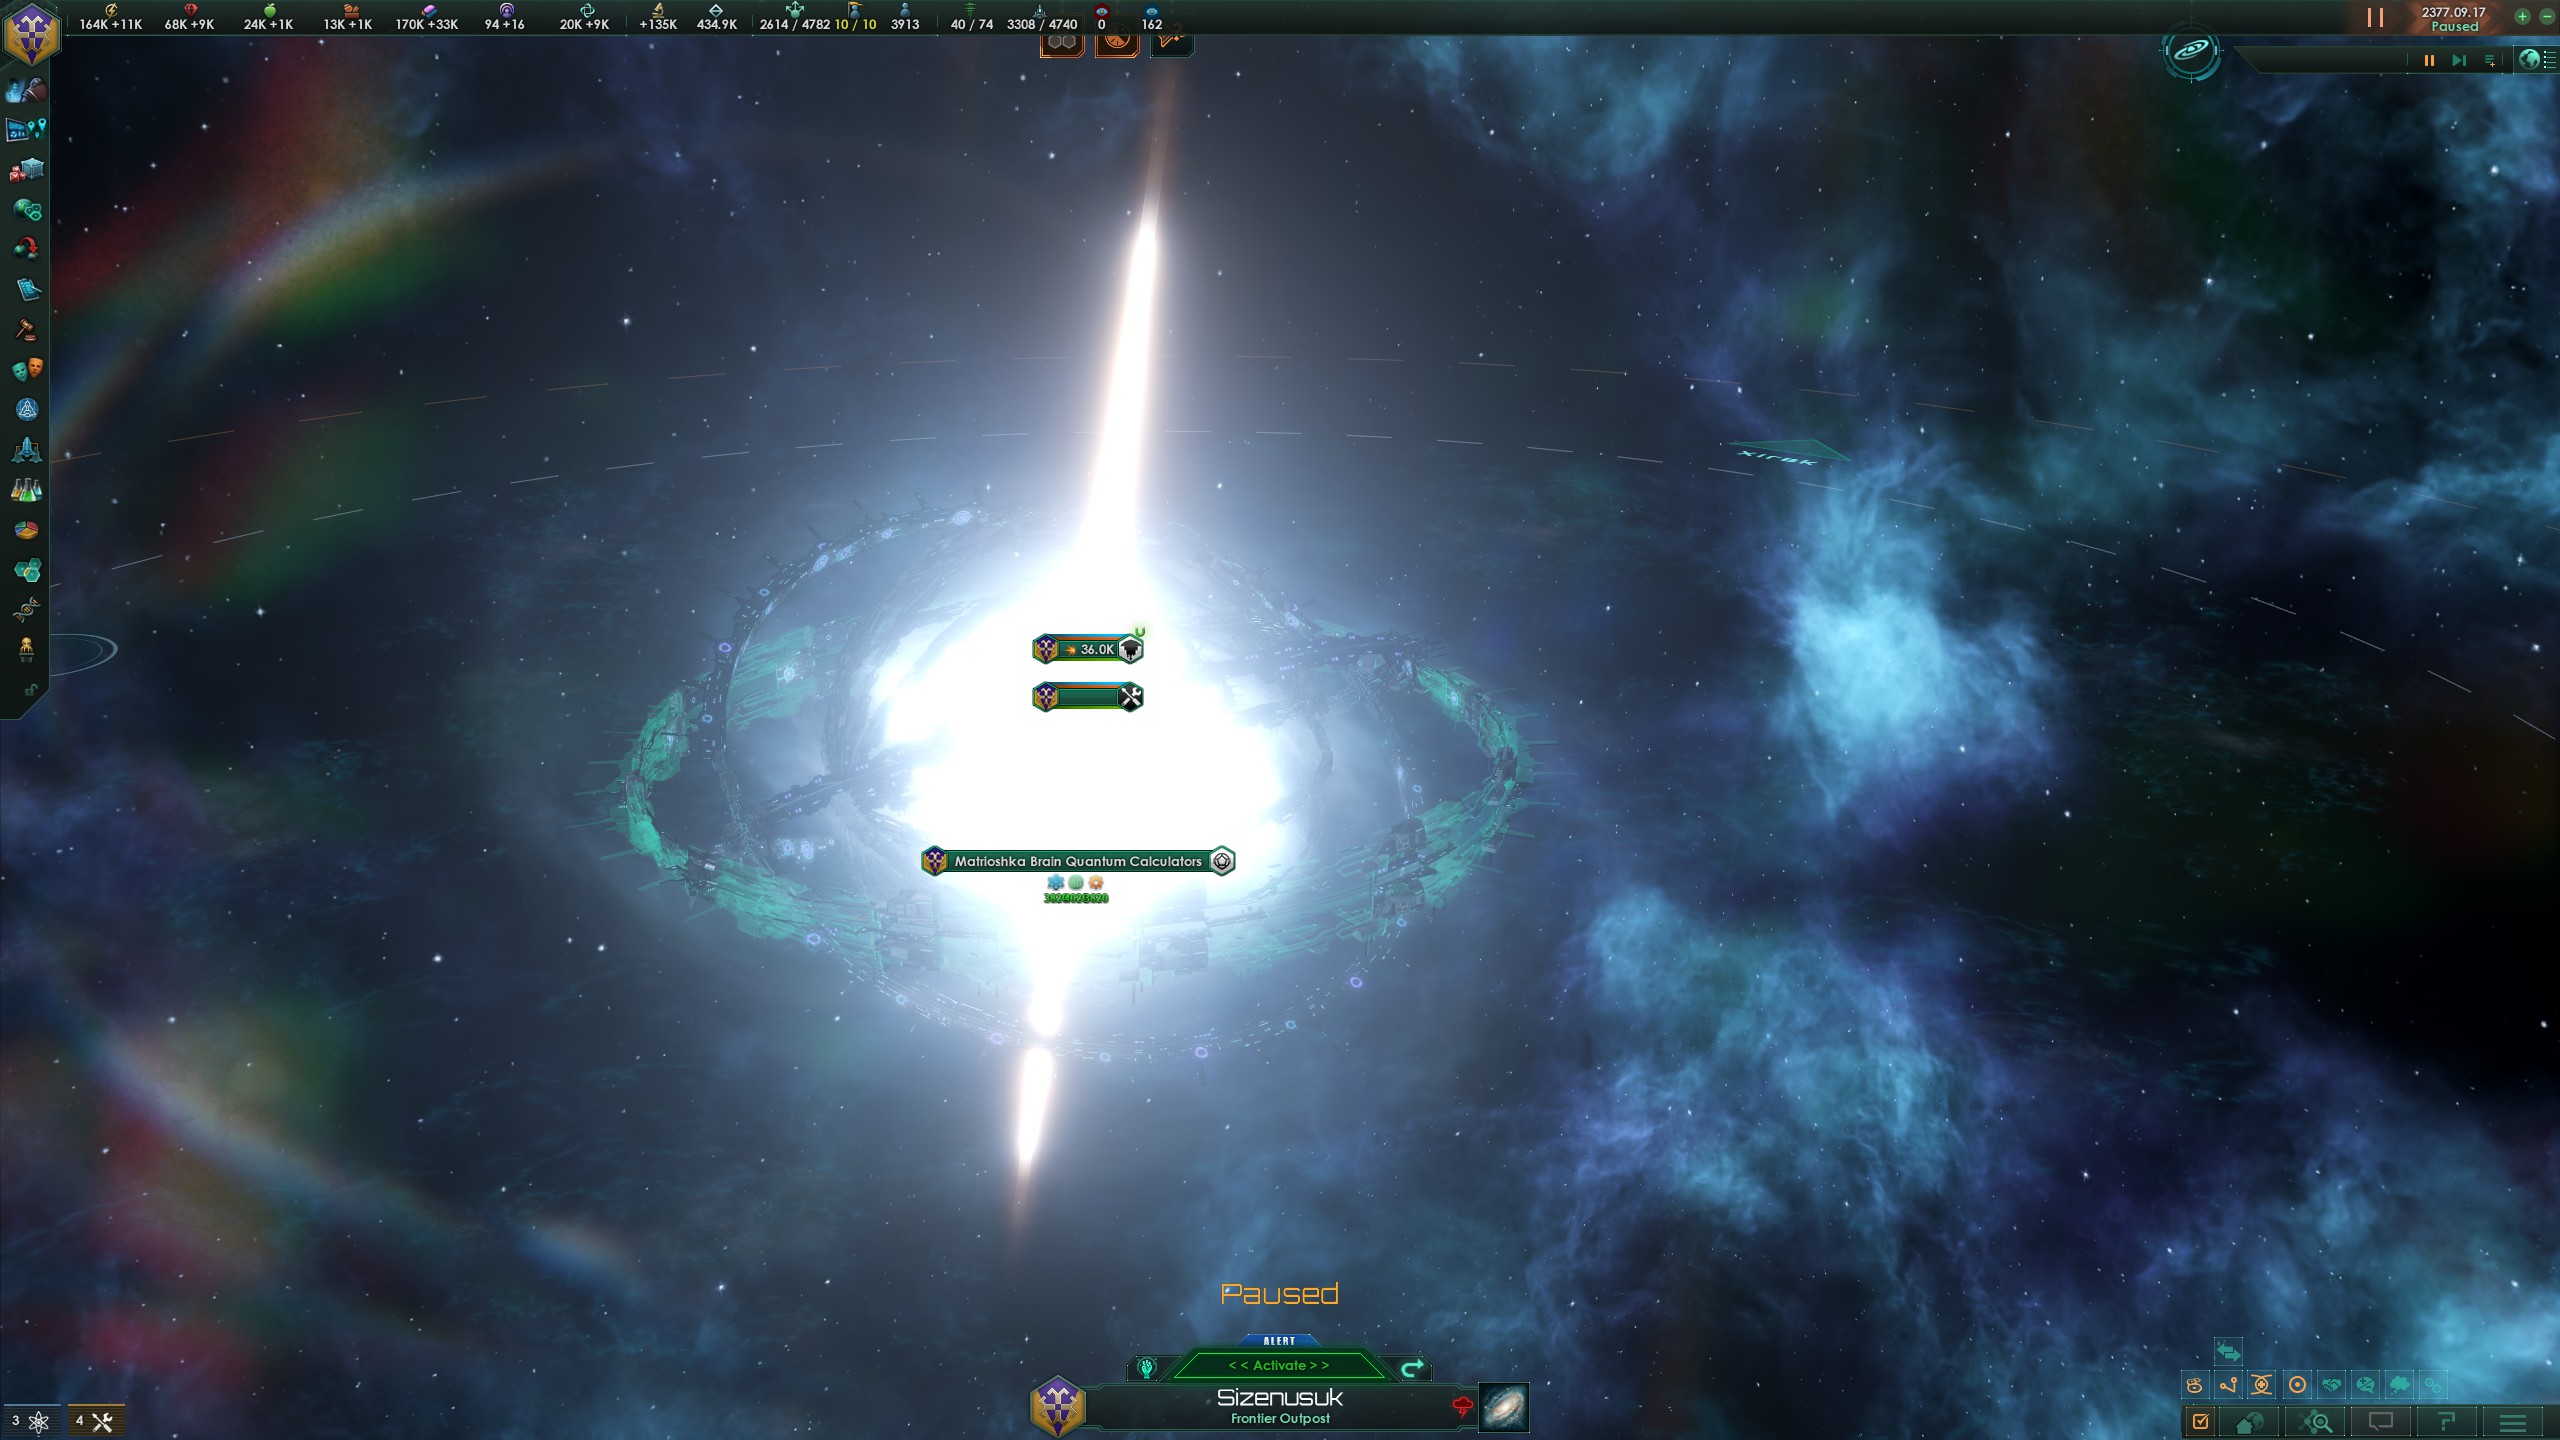 164K +11K 68K +9K 24K +1K 13K +1K 170K +33K 94 +16 20K +9K +135K 434.9K 2614 / 4782 10 / 10 3913 40 / 74 3308 / 4740 0 162
2377.09.17
Paused
xirak
36.0K
Matrioshka Brain Quantum Calculators
Paused
ALERT
< < Activate > >
Sizenusuk
Frontier Outpost
3 4